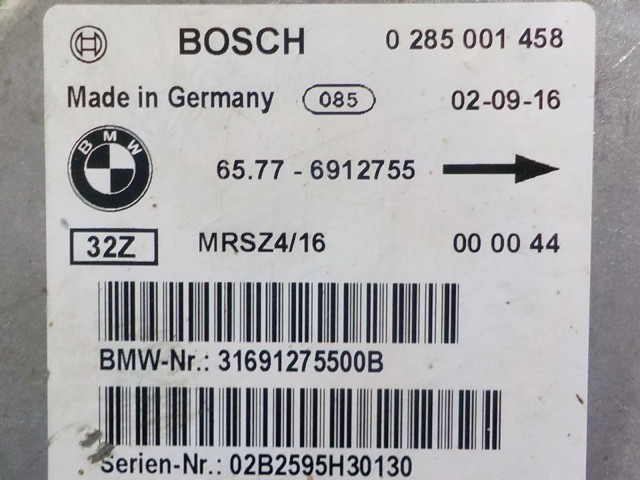 BOSCH 0 285 001 458
Made in Germany 085 02-09-16
BMW 65.77 - 6912755
32Z MRSZ4/16 00 00 44
BMW-Nr.: 31691275500B
Serien-Nr.: 02B2595H30130